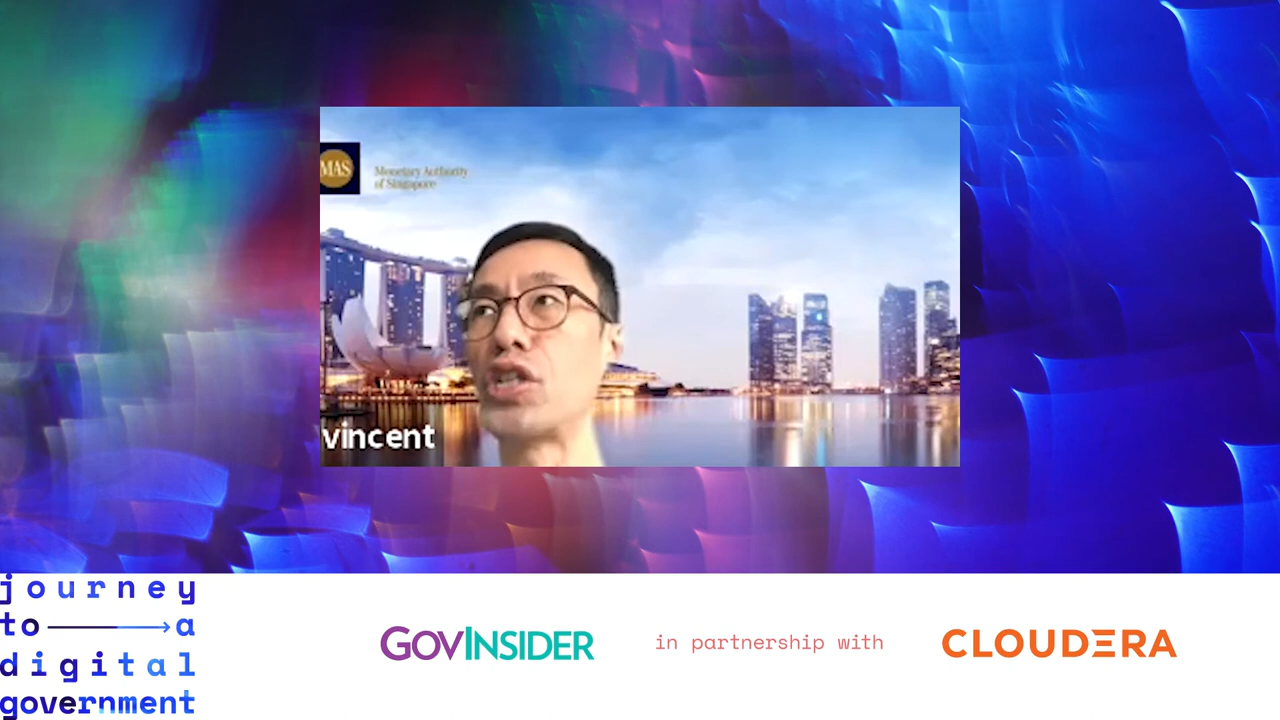 MAS
Monetary Authority
of Singapore
vincent
journey
to a
digital
government
GOVINSIDER
in partnership with
CLOUDERA